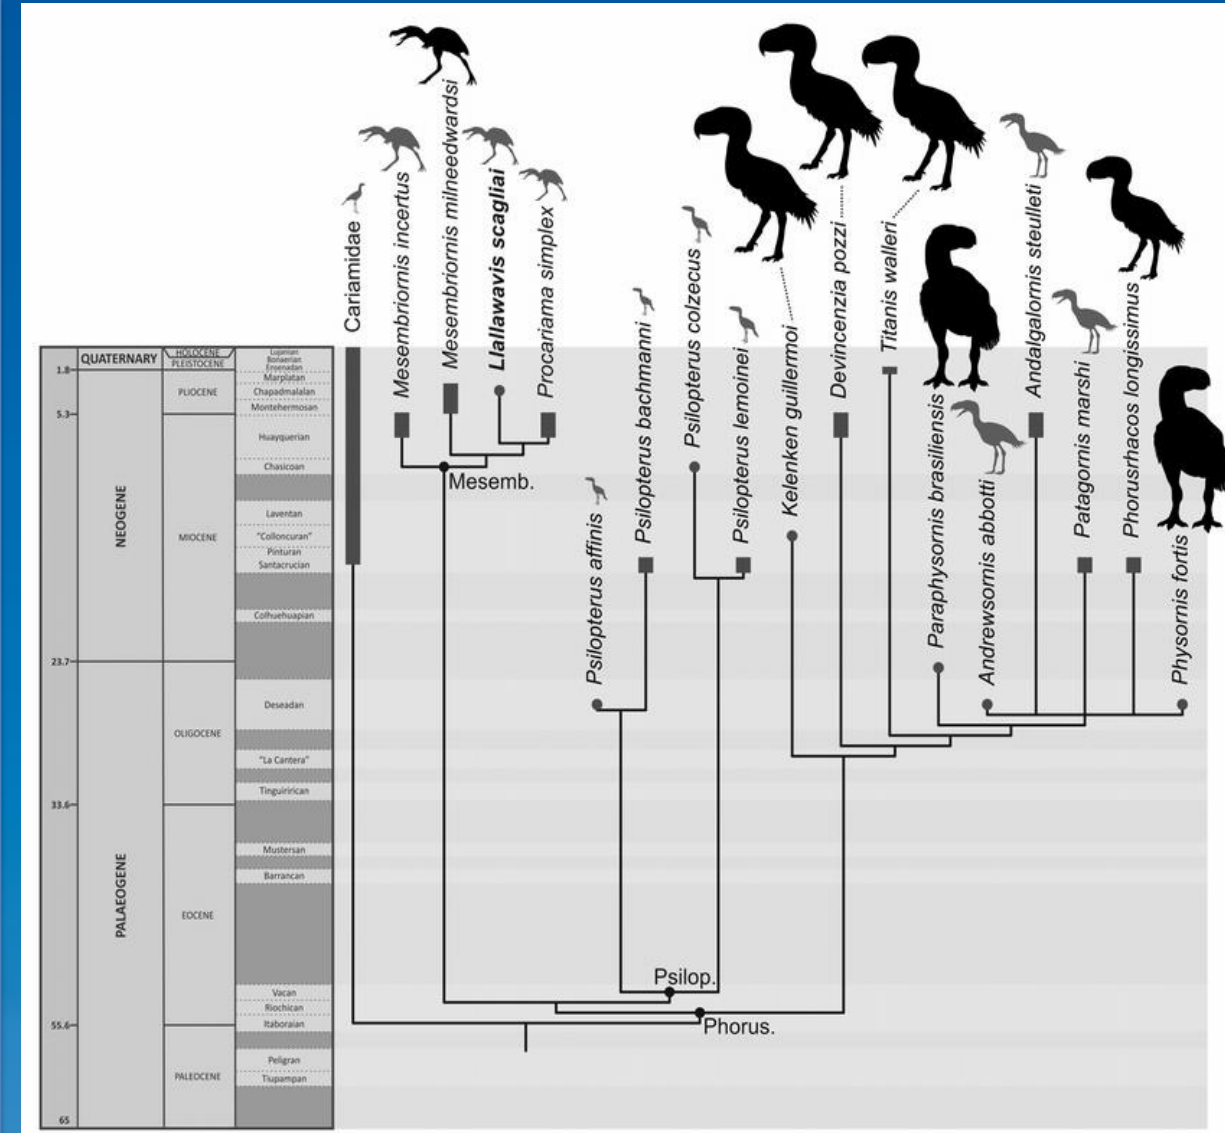 QUATERNARY
HOLOCENE
PLEISTOCENE
Lujanian
Bonaerian
Ensenadan
1.8
Marplatan
PLIOCENE
Chapadmalalan
Montehermosan
5.3
Huayquerian
Chasicoan
NEOGENE
MIOCENE
Laventan
"Colloncuran"
Pinturan
Santacrucian
Colhuehuapian
23.7
Deseadan
OLIGOCENE
"La Cantera"
Tinguirirican
33.6
PALAEOGENE
Mustersan
Barrancan
EOCENE
Vacan
Riochican
55.6
Itaboraian
Peligran
PALEOCENE
Tiupampan
65
Cariamidae
Mesembriornis incertus
Mesembriornis milneedwardsi
Llallawavis scagliai
Procariama simplex
Mesemb.
Psilopterus affinis
Psilopterus bachmanni
Psilopterus colzecus
Psilopterus lemoinei
Kelenken guillermoi
Devincenzia pozzi
Titanis walleri
Paraphysornis brasiliensis
Andrewsornis abbotti
Andalgalornis steulleti
Patagornis marshi
Phorusrhacos longissimus
Physornis fortis
Psilop.
Phorus.